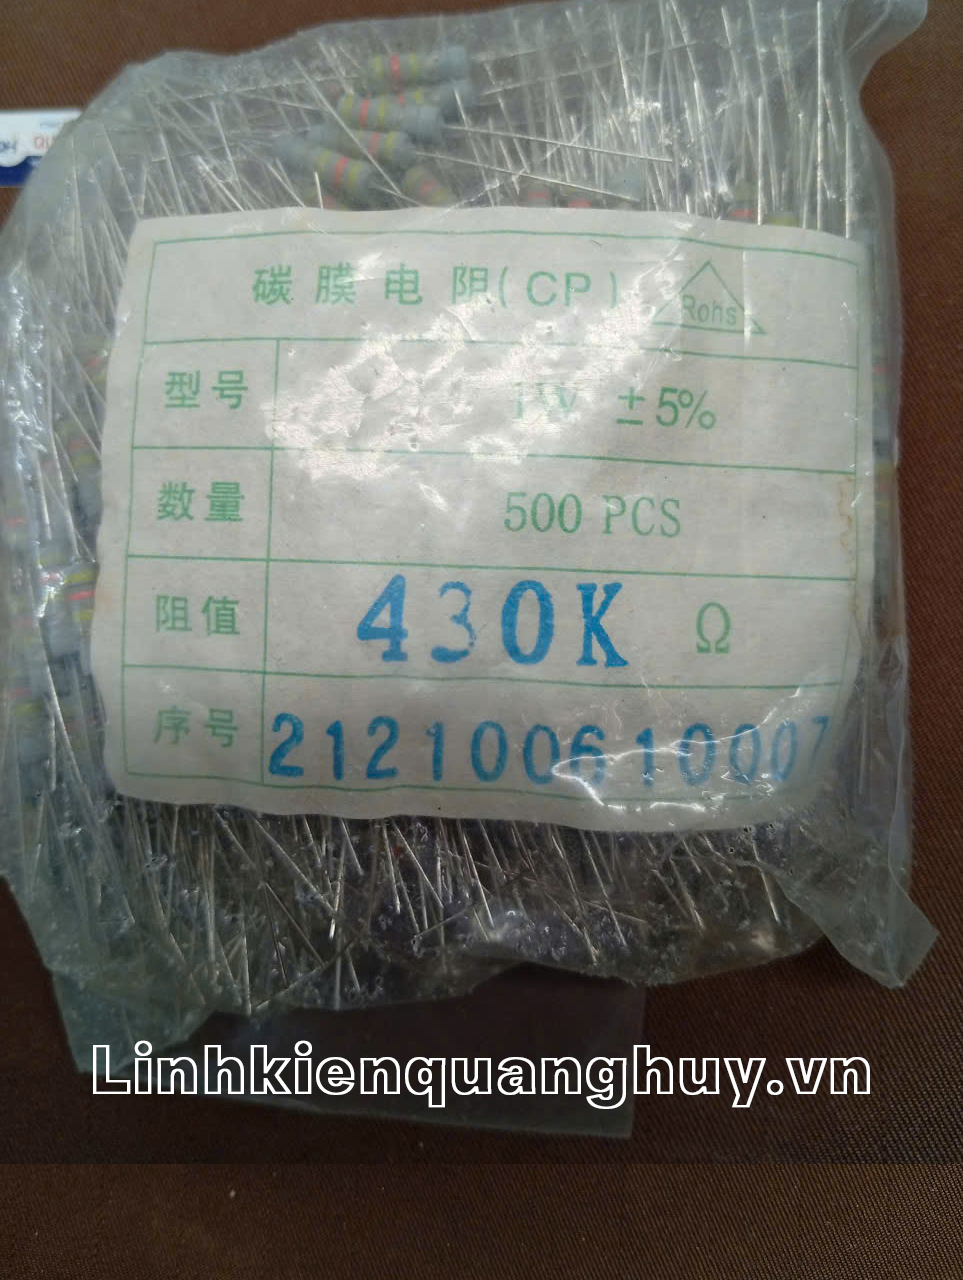 碳膜电阻(CP)
Rohs
型号 1W ±5%
数量 500 PCS
阻值 430K Ω
序号 212100610007
Linhkienquanghuy.vn